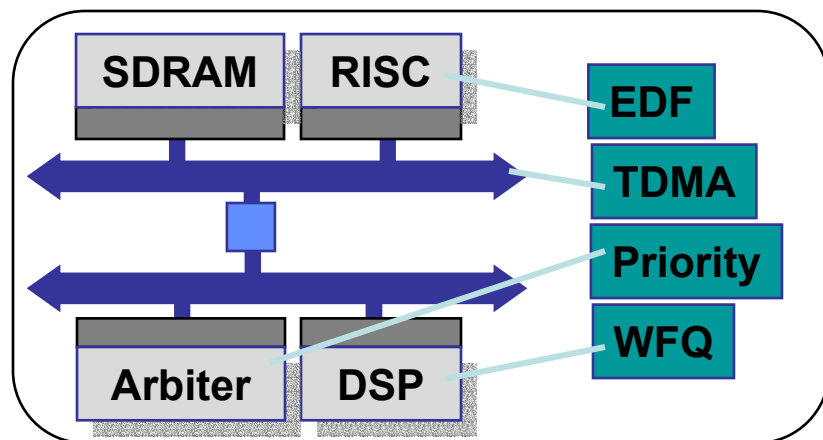 SDRAM
RISC
EDF
TDMA
Priority
WFQ
Arbiter
DSP